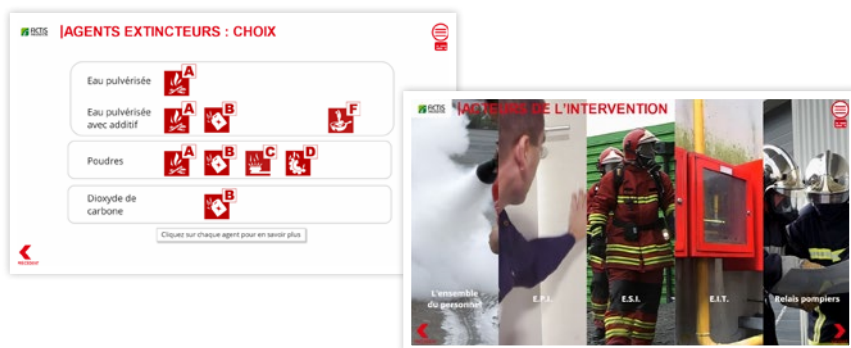 FICTIS
AGENTS EXTINCTEURS : CHOIX
Eau pulvérisée
A
Eau pulvérisée
avec additif
A
B
F
Poudres
A
B
C
D
Dioxyde de
carbone
B
Cliquez sur chaque agent pour en savoir plus
ACTEURS DE L'INTERVENTION
L'ensemble
du personnel
E.P.I.
E.S.I.
E.I.T.
Relais pompiers